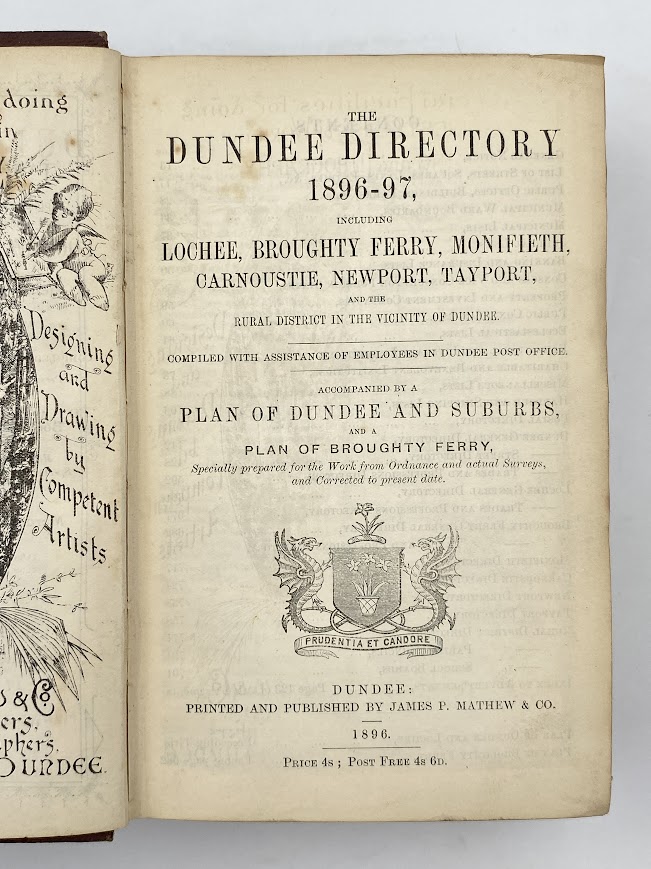 doing
in
Designing
and
Drawing
by
Competent
Artists.
& Co
DUNDEE.
THE
DUNDEE DIRECTORY
1896-97,
INCLUDING
LOCHEE, BROUGHTY FERRY, MONIFIETH,
CARNOUSTIE, NEWPORT, TAYPORT,
AND THE
RURAL DISTRICT IN THE VICINITY OF DUNDEE.
COMPILED WITH ASSISTANCE OF EMPLOYEES IN DUNDEE POST OFFICE.
ACCOMPANIED BY A
PLAN OF DUNDEE AND SUBURBS,
AND A
PLAN OF BROUGHTY FERRY,
Specially prepared for the Work from Ordnance and actual Surveys,
and Corrected to present date.
PRUDENTIA ET CANDORE
DUNDEE:
PRINTED AND PUBLISHED BY JAMES P. MATHEW & CO.
1896.
PRICE 4s ; POST FREE 4s 6D.